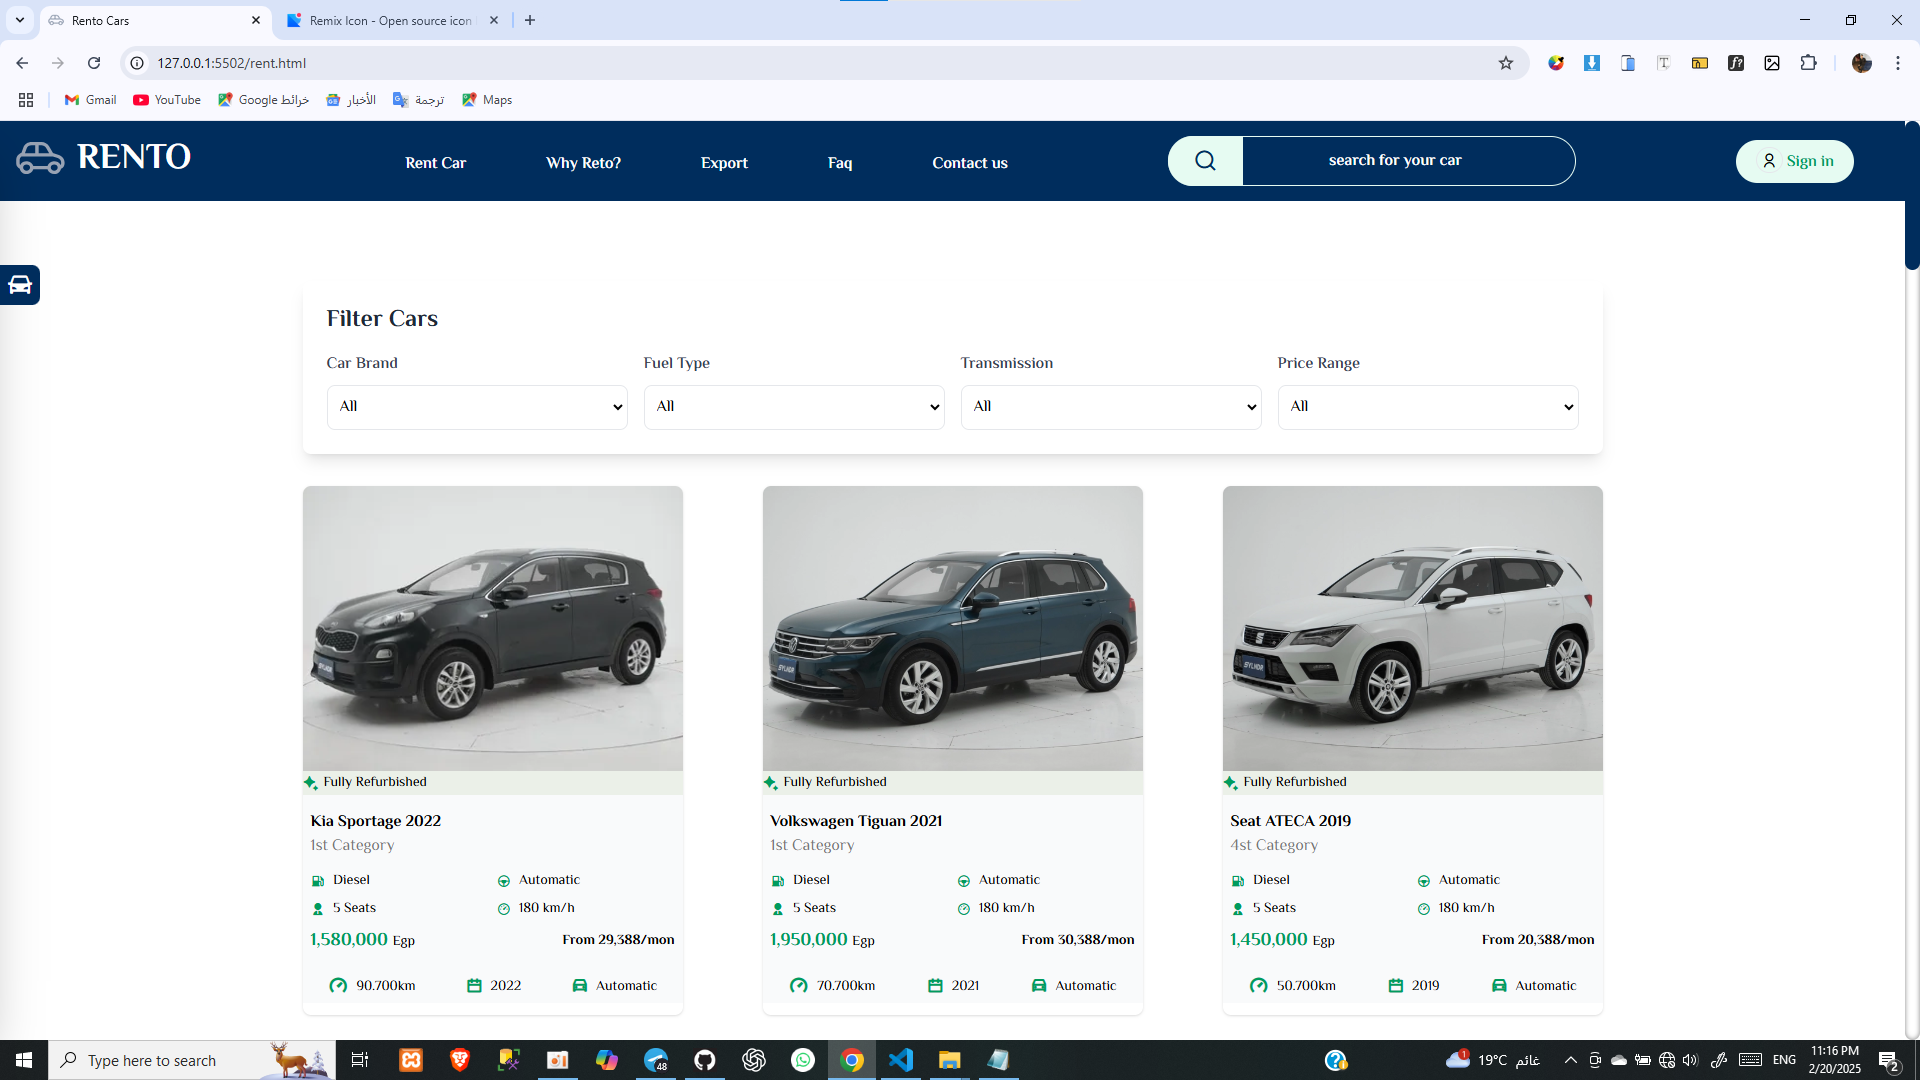 Rento Cars
Remix Icon - Open source icon
127.0.0.1:5502/rent.html
Gmail
YouTube
خرائط Google
الأخبار
ترجمة
Maps
RENTO
Rent Car
Why Reto?
Export
Faq
Contact us
search for your car
Sign in
Filter Cars
Car Brand
Fuel Type
Transmission
Price Range
All
All
All
All
SYLNDR
SYLNDR
Fully Refurbished
Fully Refurbished
Fully Refurbished
Kia Sportage 2022
1st Category
Diesel
Automatic
5 Seats
180 km/h
1,580,000 Egp
From 29,388/mon
90.700km
2022
Automatic
Volkswagen Tiguan 2021
1st Category
Diesel
Automatic
5 Seats
180 km/h
1,950,000 Egp
From 30,388/mon
70.700km
2021
Automatic
Seat ATECA 2019
4st Category
Diesel
Automatic
5 Seats
180 km/h
1,450,000 Egp
From 20,388/mon
50.700km
2019
Automatic
Type here to search
48
1
19°C غائم
ENG
11:16 PM
2/20/2025
2